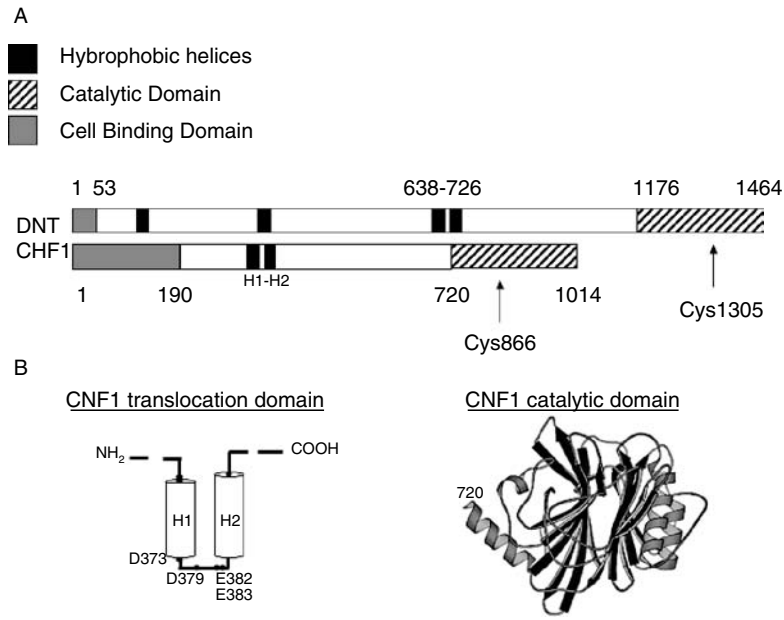 A
Hybrophobic helices
Catalytic Domain
Cell Binding Domain
1 53 638-726 1176 1464
DNT
CHF1
H1-H2
1 190 720 1014
Cys866
Cys1305
B
CNF1 translocation domain
CNF1 catalytic domain
NH2
COOH
720
H1 H2
D373
D379 E382
E383